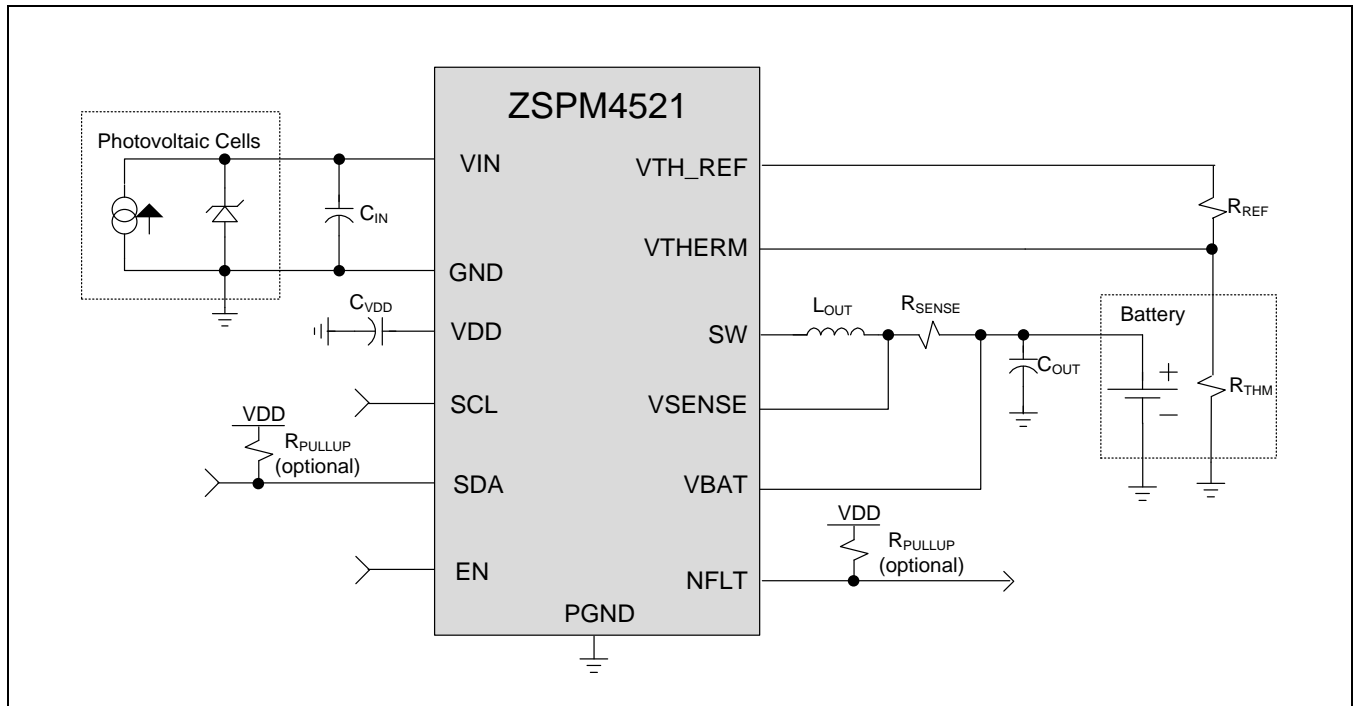 ZSPM4521
Photovoltaic Cells
VIN
CIN
GND
CVDD
VDD
SCL
VDD
RPULLUP
(optional)
SDA
EN
PGND
VTH_REF
RREF
VTHERM
LOUT
RSENSE
SW
COUT
Battery
+
−
RTHM
VSENSE
VBAT
VDD
RPULLUP
(optional)
NFLT